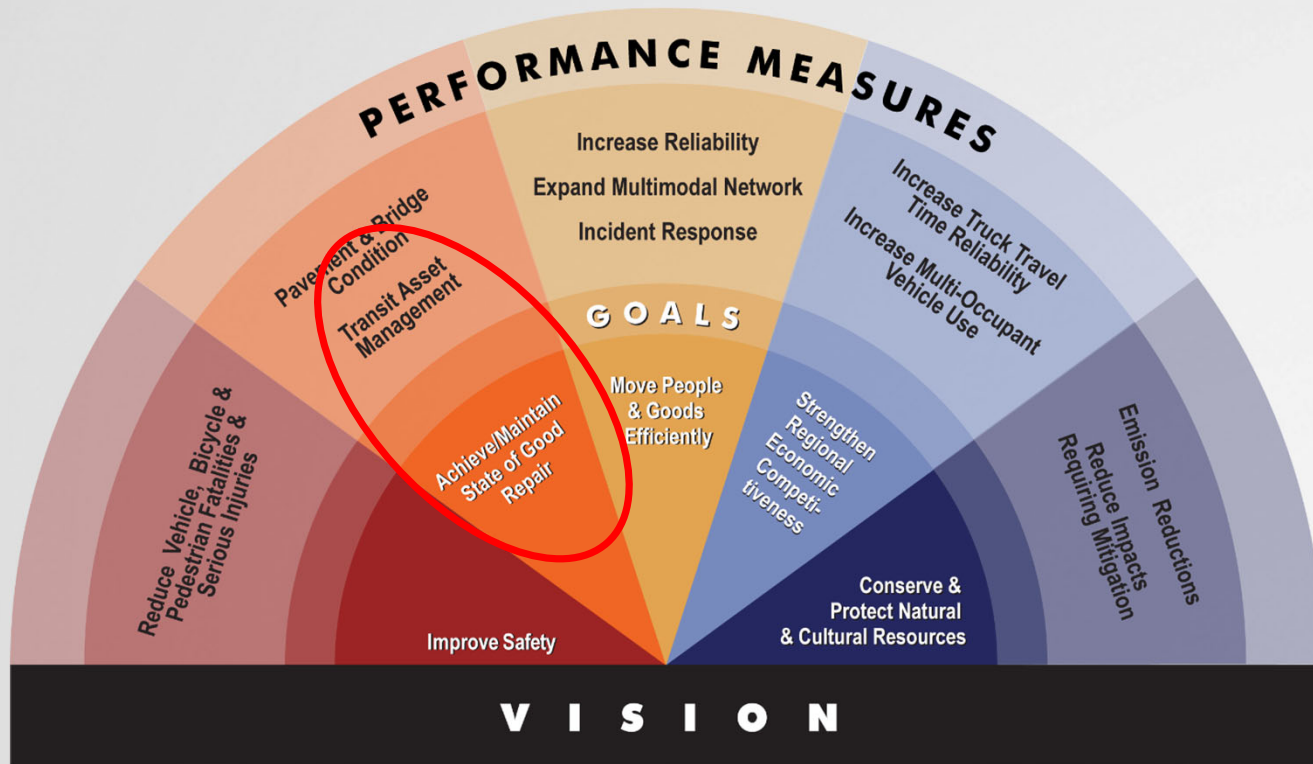 PERFORMANCE MEASURES
Reduce Vehicle, Bicycle &
Pedestrian Fatalities &
Serious Injuries
Pavement & Bridge
Condition
Transit Asset
Management
Increase Reliability
Expand Multimodal Network
Incident Response
Increase Truck Travel
Time Reliability
Increase Multi-Occupant
Vehicle Use
Emission Reductions
Reduce Impacts
Requiring Mitigation
GOALS
Improve Safety
Achieve/Maintain
State of Good
Repair
Move People
& Goods
Efficiently
Strengthen
Regional
Economic
Competi-
tiveness
Conserve &
Protect Natural
& Cultural Resources
VISION